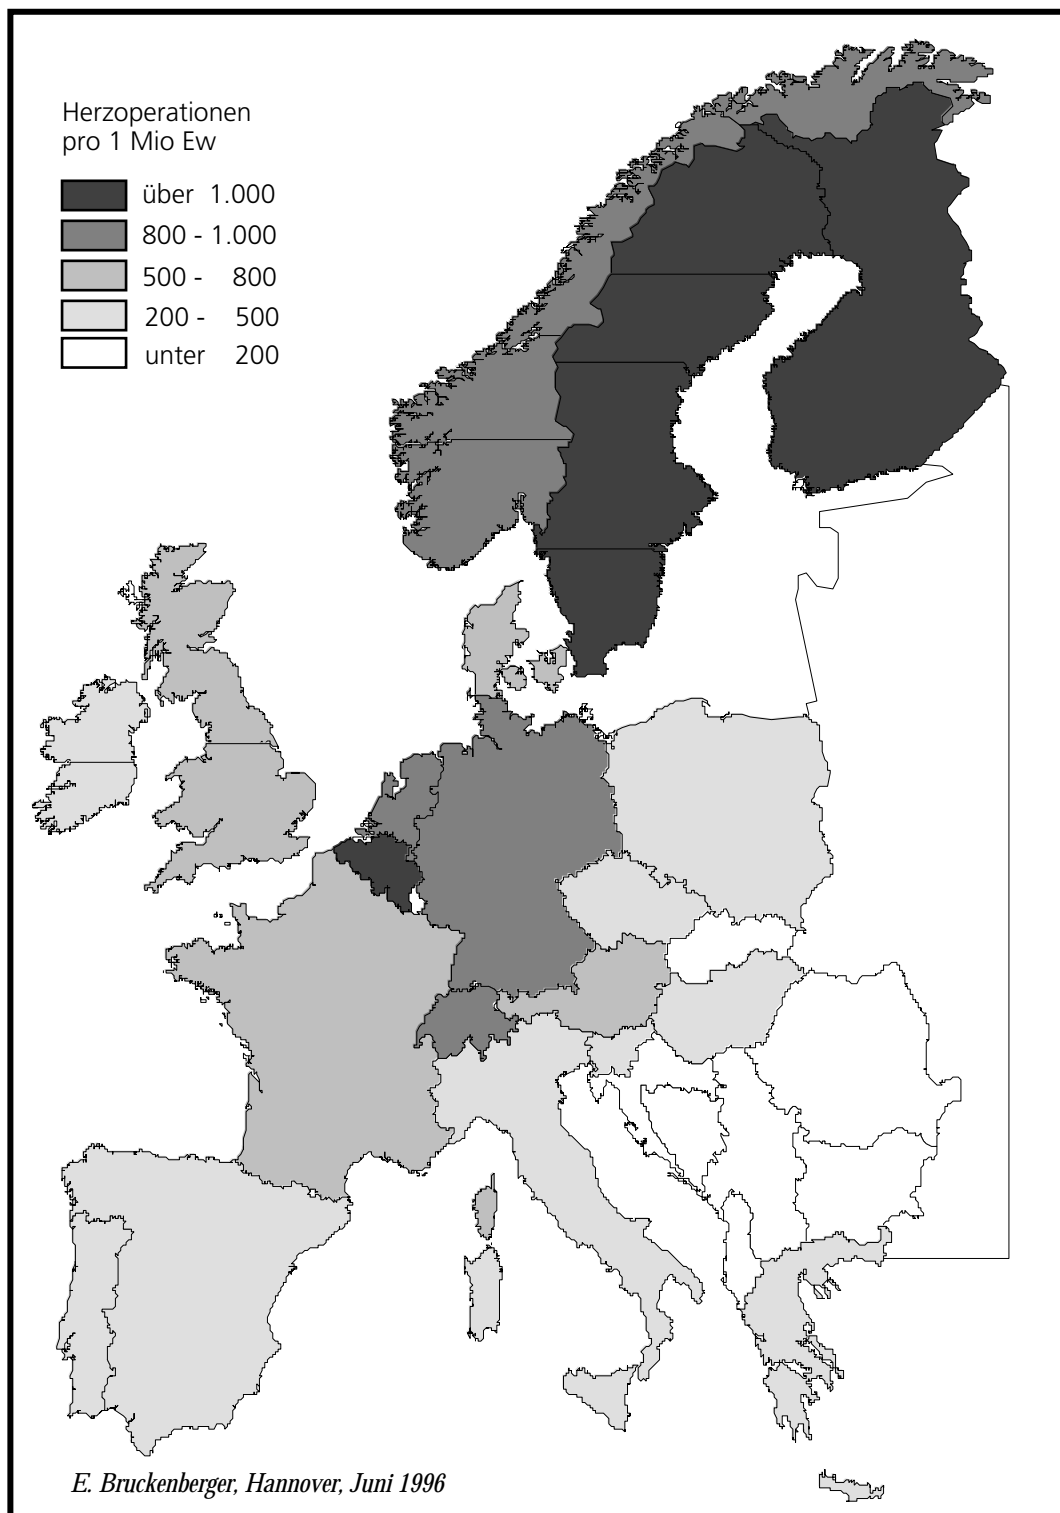 Herzoperationen
pro 1 Mio Ew
über 1.000
800 - 1.000
500 - 800
200 - 500
unter 200
E. Bruckenberger, Hannover, Juni 1996